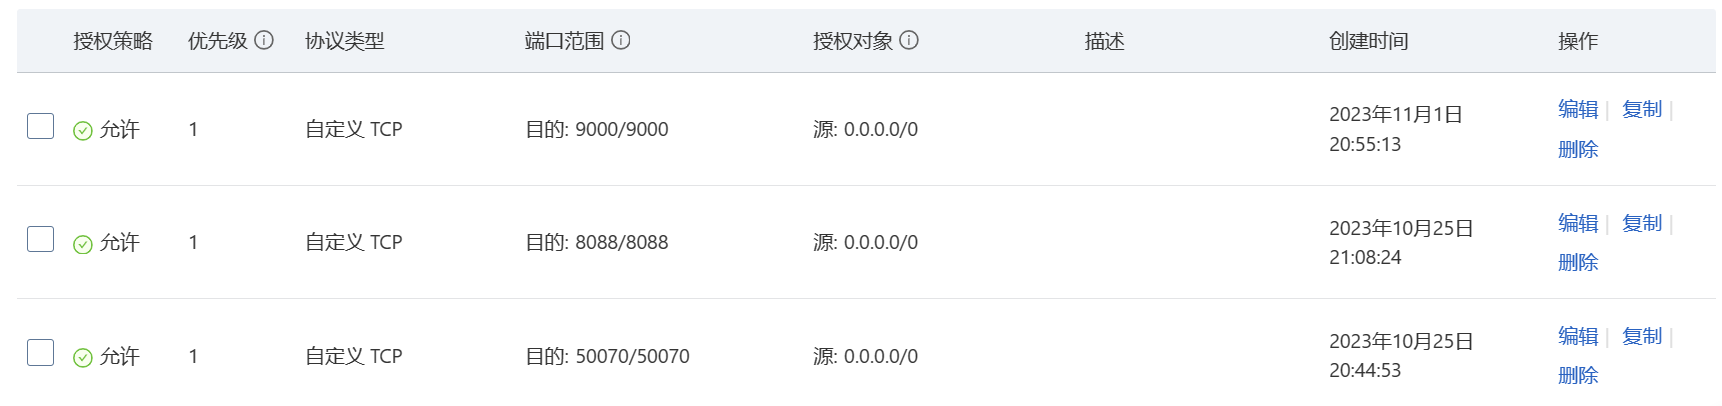 授权策略 优先级 协议类型 端口范围 授权对象 描述 创建时间 操作
允许 1 自定义 TCP 目的: 9000/9000 源: 0.0.0.0/0 2023年11月1日 20:55:13 编辑 复制 删除
允许 1 自定义 TCP 目的: 8088/8088 源: 0.0.0.0/0 2023年10月25日 21:08:24 编辑 复制 删除
允许 1 自定义 TCP 目的: 50070/50070 源: 0.0.0.0/0 2023年10月25日 20:44:53 编辑 复制 删除